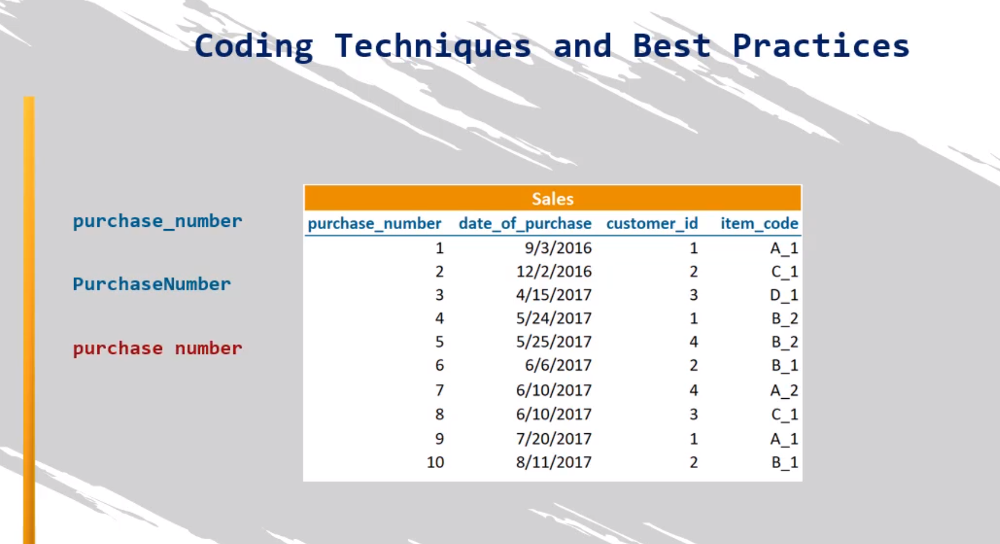 Coding Techniques and Best Practices
purchase_number
PurchaseNumber
purchase number
Sales
purchase_number date_of_purchase customer_id item_code
1 9/3/2016 1 A_1
2 12/2/2016 2 C_1
3 4/15/2017 3 D_1
4 5/24/2017 1 B_2
5 5/25/2017 4 B_2
6 6/6/2017 2 B_1
7 6/10/2017 4 A_2
8 6/10/2017 3 C_1
9 7/20/2017 1 A_1
10 8/11/2017 2 B_1